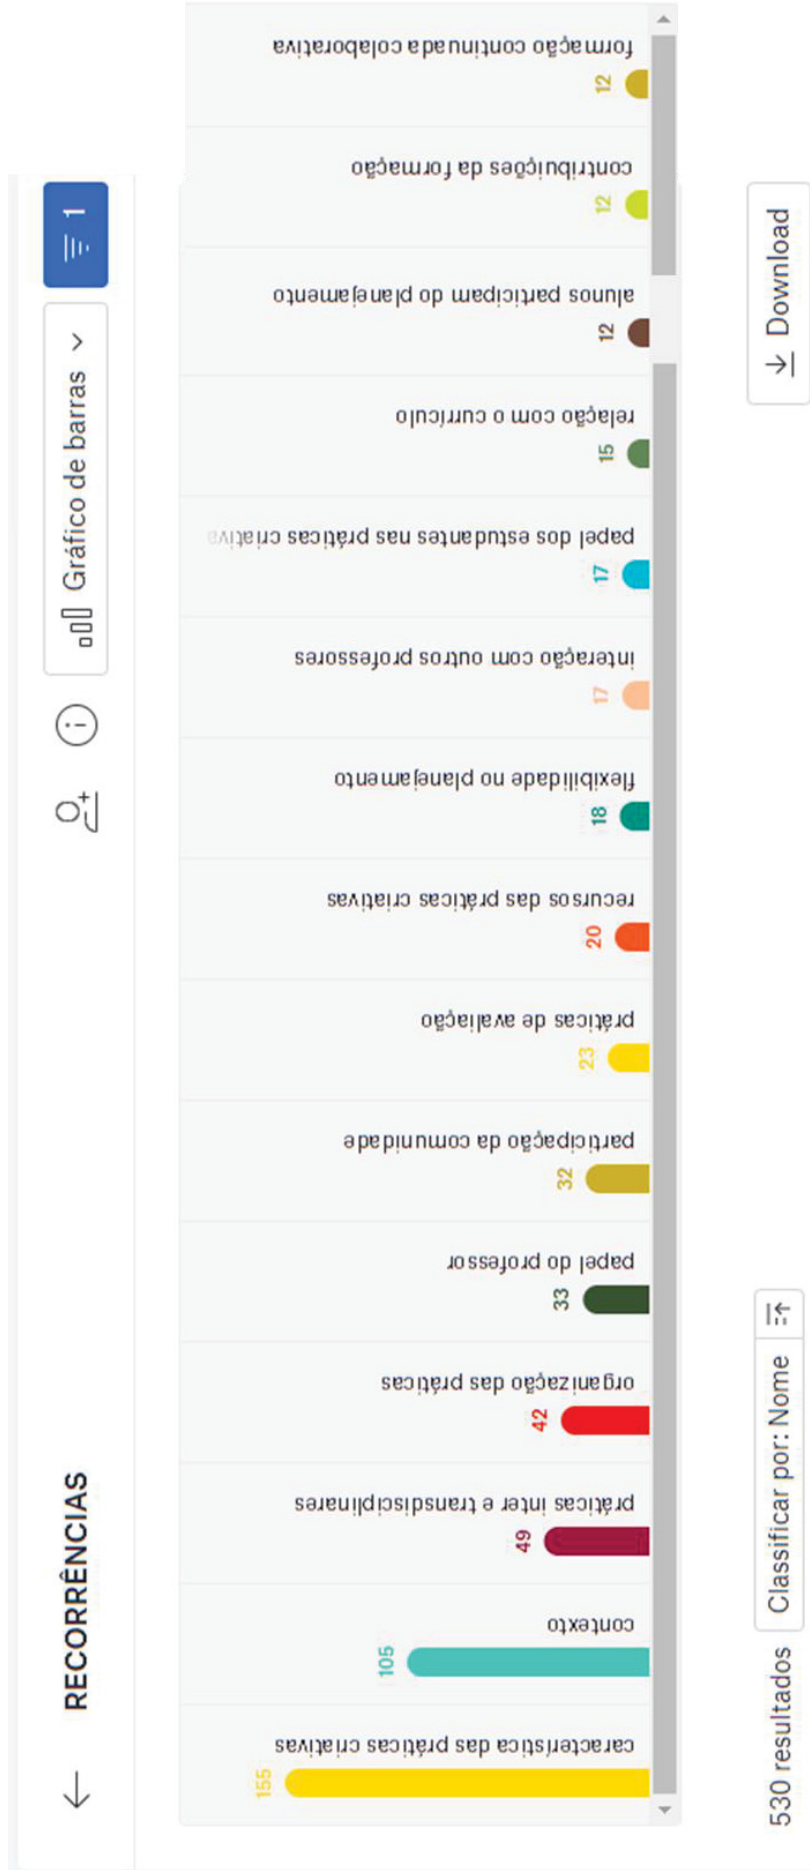 RECORRÊNCIAS
Gráfico de barras
1
155
característica das práticas criativas
105
contexto
49
práticas inter e transdisciplinares
42
organização das práticas
33
papel do professor
32
participação da comunidade
23
práticas de avaliação
20
recursos das práticas criativas
18
flexibilidade no planejamento
17
interação com outros professores
17
papel dos estudantes nas práticas criativa
15
relação com o currículo
12
alunos participam do planejamento
12
contribuições da formação
12
formação continuada colaborativa
530 resultados
Classificar por: Nome
Download